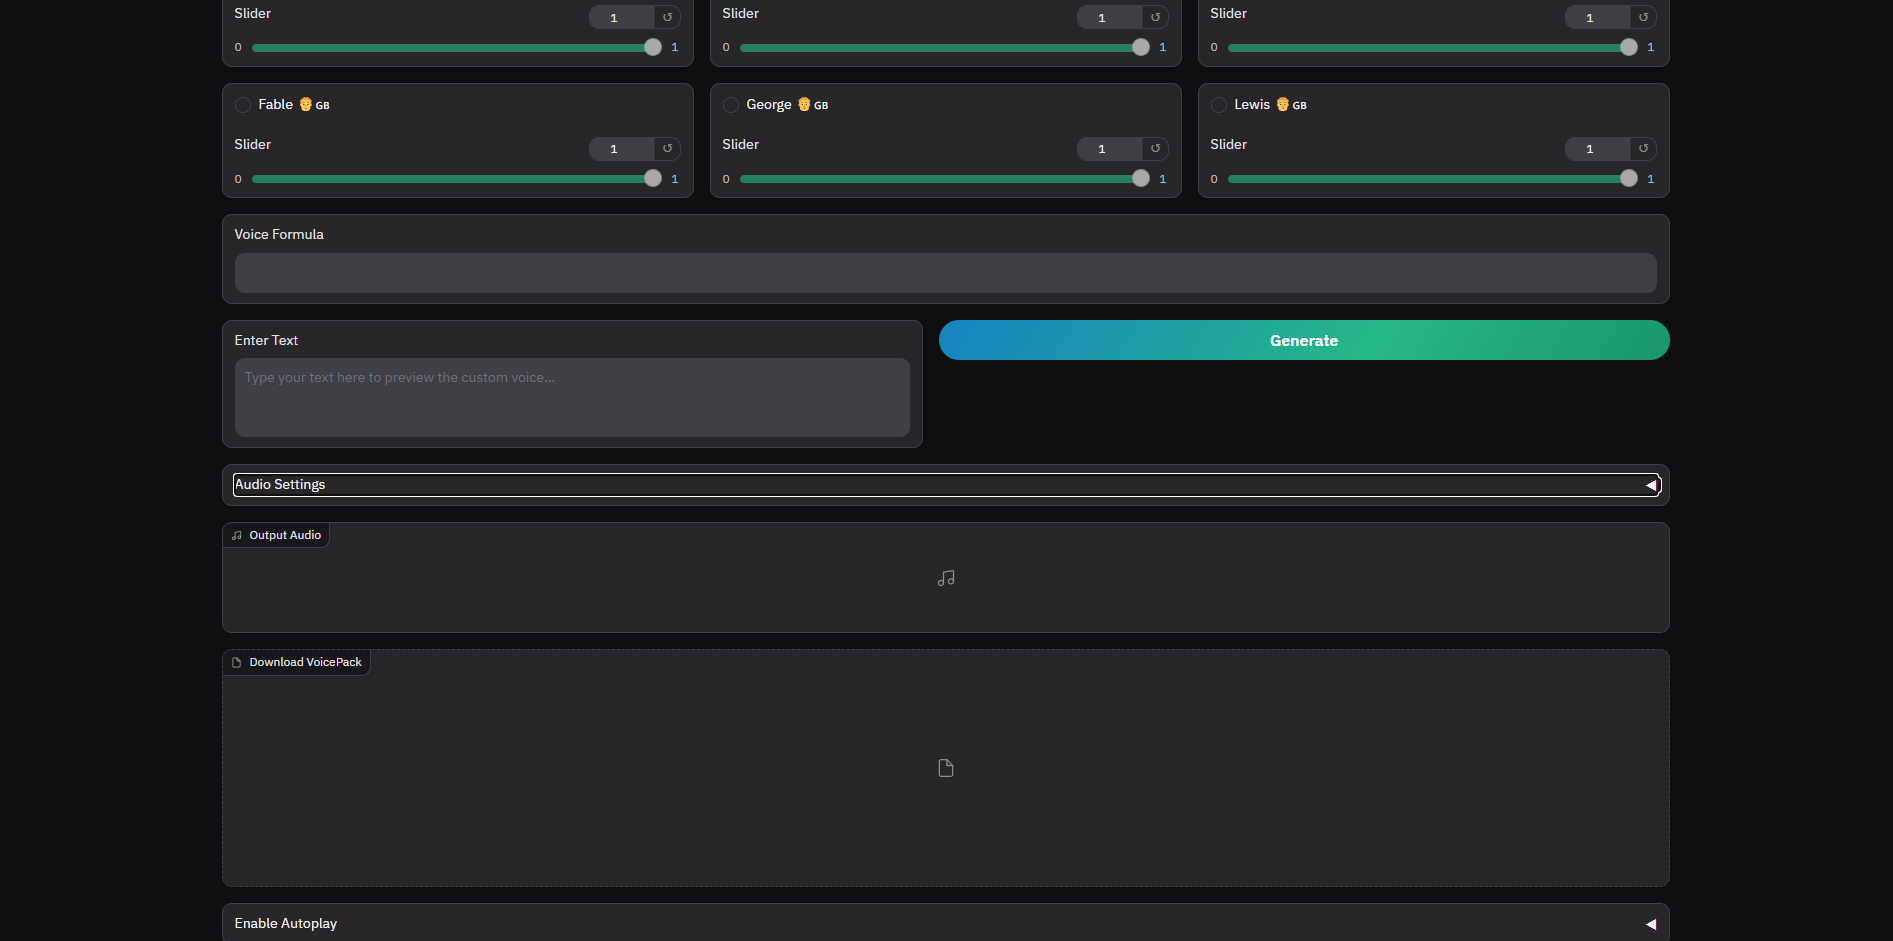 Slider 1 ↺ Slider 1 ↺ Slider 1 ↺
0 1 0 1 0 1
Fable 👨🏼 GB George 👨🏼 GB Lewis 👨🏼 GB
Slider 1 ↺ Slider 1 ↺ Slider 1 ↺
0 1 0 1 0 1
Voice Formula
Enter Text
Generate
Type your text here to preview the custom voice...
Audio Settings
Output Audio
Download VoicePack
Enable Autoplay